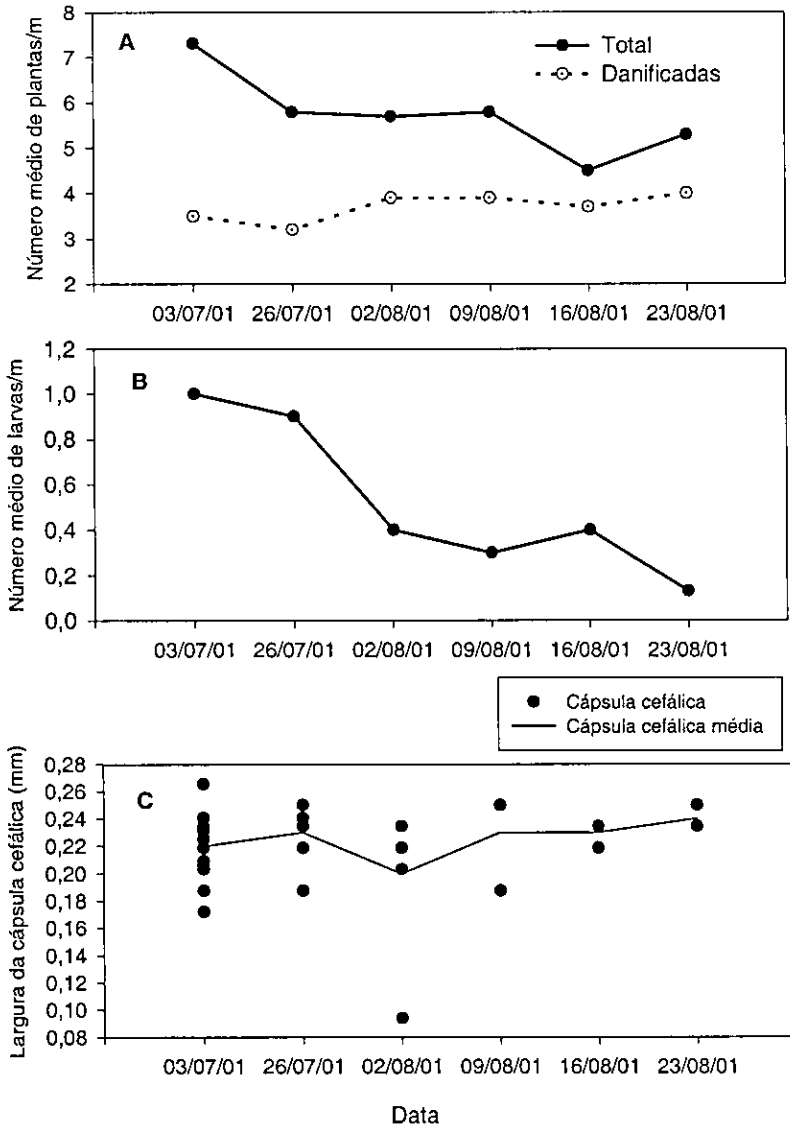 A
Total
Danificadas
Número médio de plantas/m
8
7
6
5
4
3
2
03/07/01 26/07/01 02/08/01 09/08/01 16/08/01 23/08/01
B
Número médio de larvas/m
1,2
1,0
0,8
0,6
0,4
0,2
0,0
03/07/01 26/07/01 02/08/01 09/08/01 16/08/01 23/08/01
Cápsula cefálica
Cápsula cefálica média
C
Largura da cápsula cefálica (mm)
0,28
0,26
0,24
0,22
0,20
0,18
0,16
0,14
0,12
0,10
0,08
03/07/01 26/07/01 02/08/01 09/08/01 16/08/01 23/08/01
Data